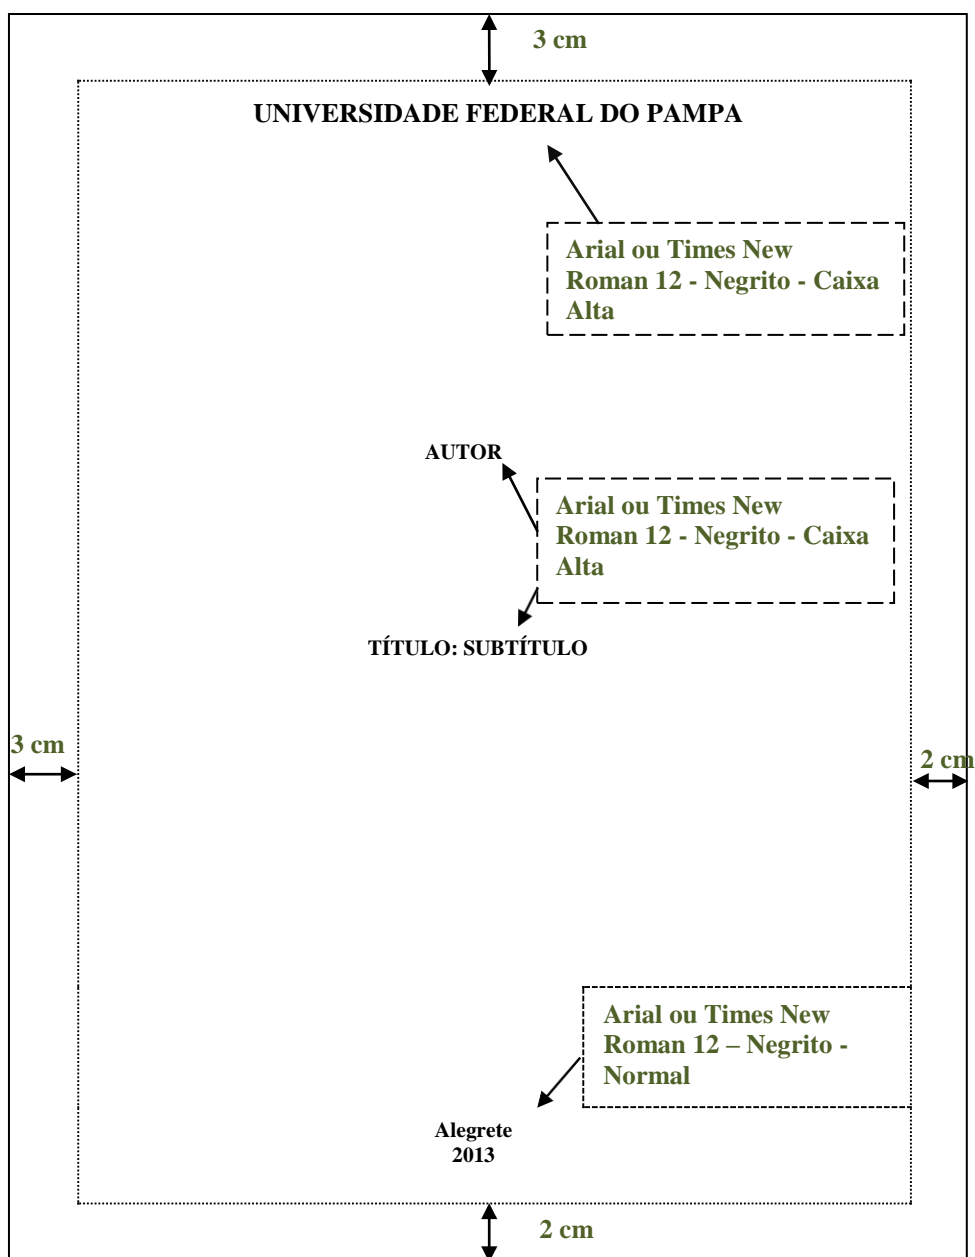 3 cm
UNIVERSIDADE FEDERAL DO PAMPA
Arial ou Times New
Roman 12 - Negrito - Caixa
Alta
AUTOR
Arial ou Times New
Roman 12 - Negrito - Caixa
Alta
TÍTULO: SUBTÍTULO
3 cm
2 cm
Arial ou Times New
Roman 12 – Negrito -
Normal
Alegrete
2013
2 cm